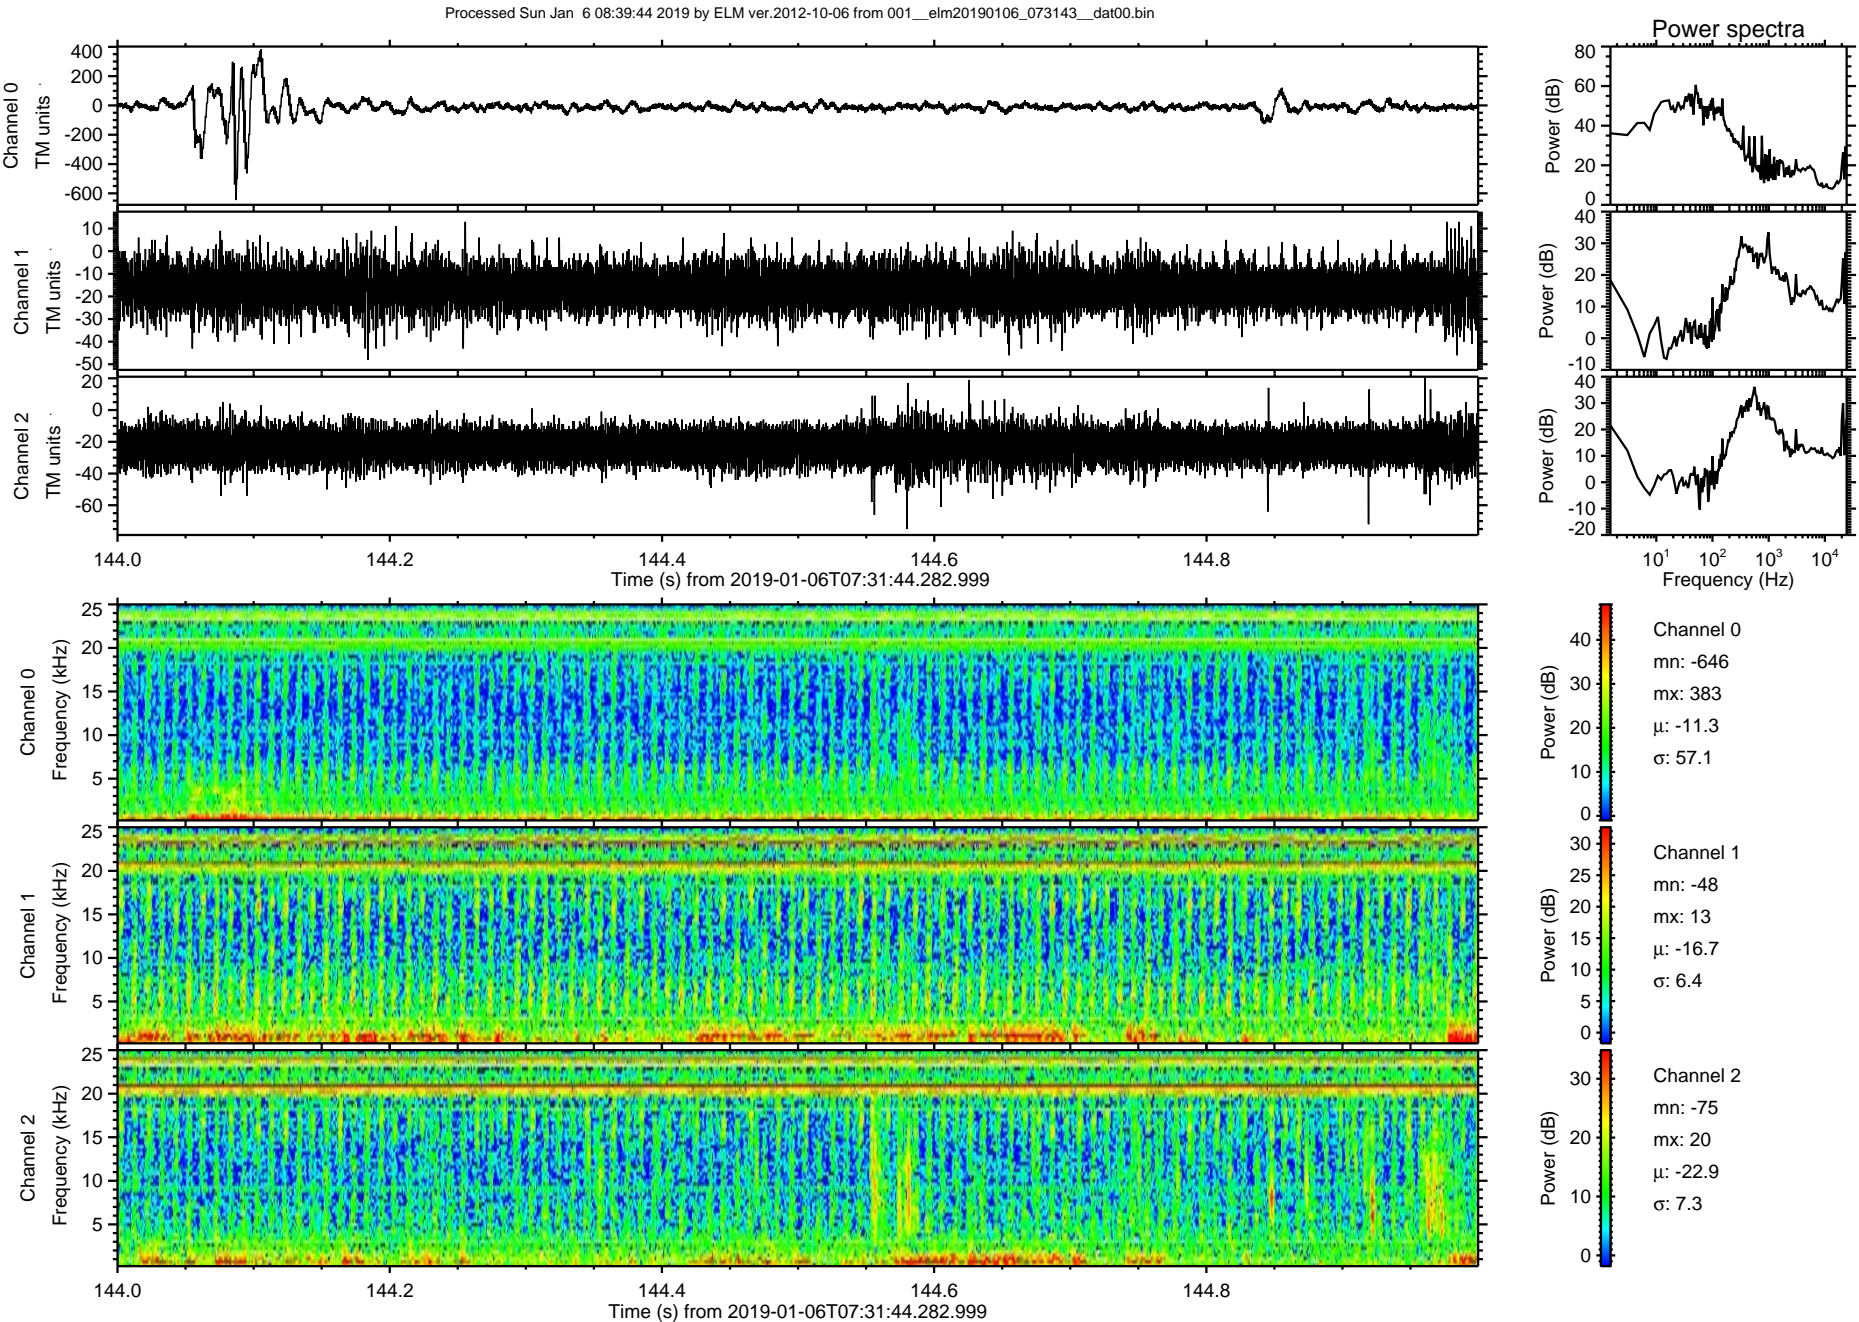 Processed Sun Jan  6 08:39:44 2019 by ELM ver.2012-10-06 from 001__elm20190106_073143__dat00.bin
Power spectra
Channel 0
TM units
400
200
0
-200
-400
-600
Power (dB)
80
60
40
20
0
Channel 1
TM units
10
0
-10
-20
-30
-40
-50
Power (dB)
40
30
20
10
0
-10
Channel 2
TM units
20
0
-20
-40
-60
Power (dB)
40
30
20
10
0
-10
-20
144.0 144.2 144.4 144.6 144.8
Time (s) from 2019-01-06T07:31:44.282.999
10¹ 10² 10³ 10⁴
Frequency (Hz)
Channel 0
Frequency (kHz)
25
20
15
10
5
Power (dB)
40
30
20
10
0
Channel 0
mn: -646
mx: 383
µ: -11.3
σ: 57.1
Channel 1
Frequency (kHz)
25
20
15
10
5
Power (dB)
30
25
20
15
10
5
0
Channel 1
mn: -48
mx: 13
µ: -16.7
σ: 6.4
Channel 2
Frequency (kHz)
25
20
15
10
5
Power (dB)
30
20
10
0
Channel 2
mn: -75
mx: 20
µ: -22.9
σ: 7.3
144.0 144.2 144.4 144.6 144.8
Time (s) from 2019-01-06T07:31:44.282.999